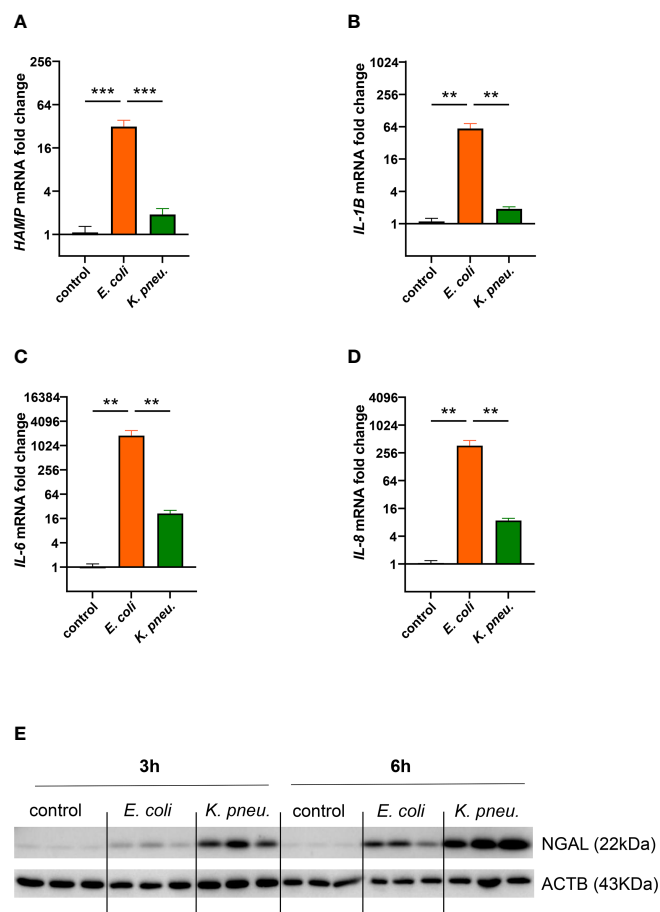 A
HAMP mRNA fold change
256
64
16
4
1
*** ***
control
E. coli
K. pneu.
B
IL-1B mRNA fold change
1024
256
64
16
4
1
** **
control
E. coli
K. pneu.
C
IL-6 mRNA fold change
16384
4096
1024
256
64
16
4
1
** **
control
E. coli
K. pneu.
D
IL-8 mRNA fold change
4096
1024
256
64
16
4
1
** **
control
E. coli
K. pneu.
E
3h 6h
control E. coli K. pneu. control E. coli K. pneu.
NGAL (22kDa)
ACTB (43KDa)